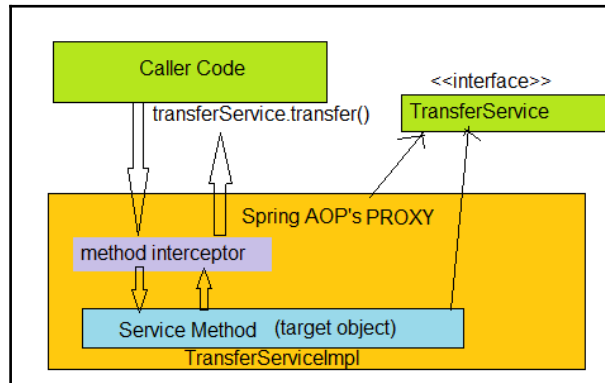 Caller Code
<<interface>>
transferService.transfer()
TransferService
Spring AOP's PROXY
method interceptor
Service Method (target object)
TransferServiceImpl